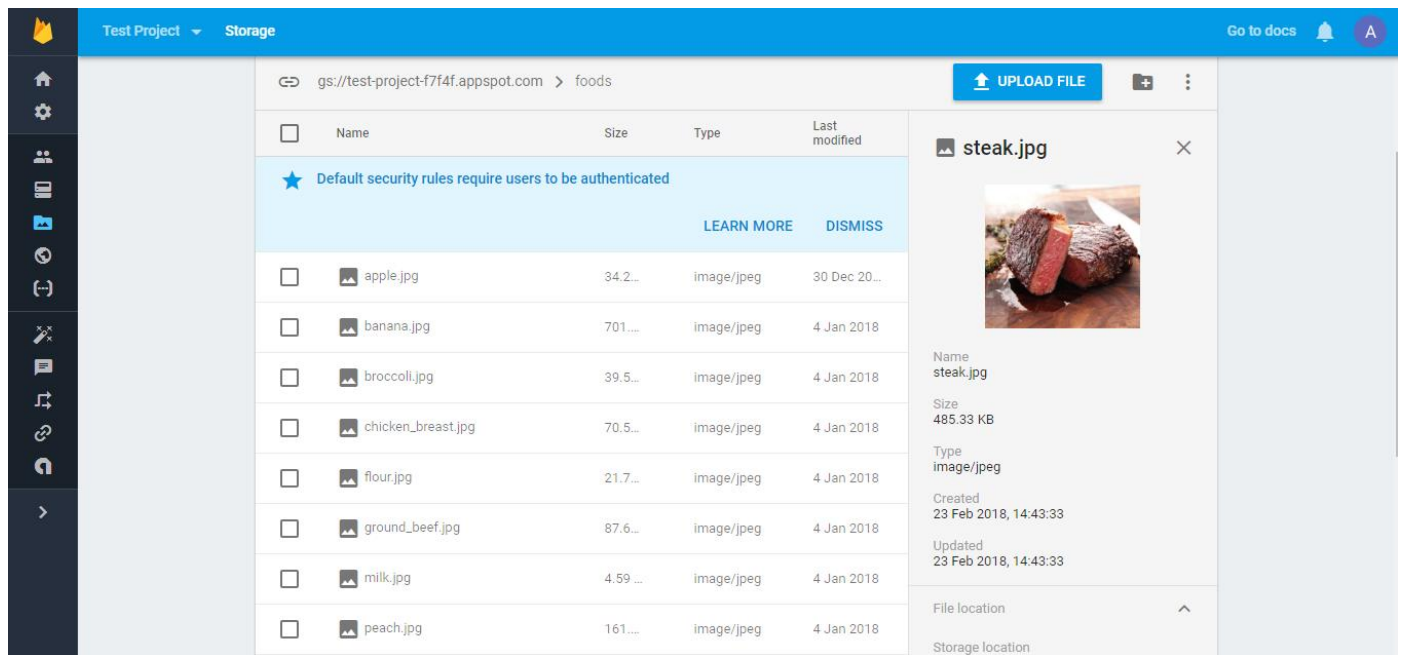 Test Project Storage Go to docs A
gs://test-project-f7f4f.appspot.com > foods UPLOAD FILE
Name Size Type Last modified
Default security rules require users to be authenticated
LEARN MORE DISMISS
apple.jpg 34.2... image/jpeg 30 Dec 20...
banana.jpg 701.... image/jpeg 4 Jan 2018
broccoli.jpg 39.5... image/jpeg 4 Jan 2018
chicken_breast.jpg 70.5... image/jpeg 4 Jan 2018
flour.jpg 21.7... image/jpeg 4 Jan 2018
ground_beef.jpg 87.6... image/jpeg 4 Jan 2018
milk.jpg 4.59 ... image/jpeg 4 Jan 2018
peach.jpg 161.... image/jpeg 4 Jan 2018
steak.jpg
Name
steak.jpg
Size
485.33 KB
Type
image/jpeg
Created
23 Feb 2018, 14:43:33
Updated
23 Feb 2018, 14:43:33
File location
Storage location